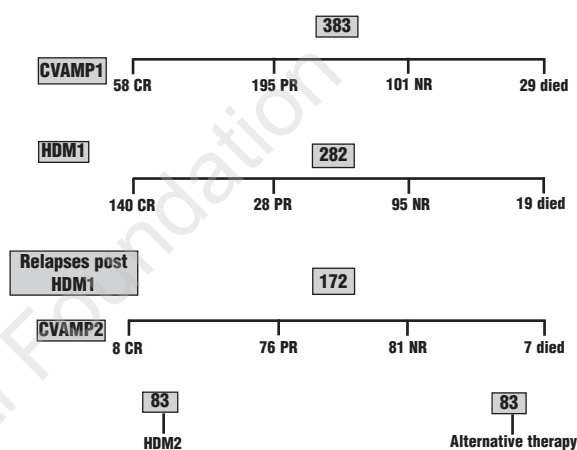 383
CVAMP1
58 CR 195 PR 101 NR 29 died
HDM1
282
140 CR 28 PR 95 NR 19 died
Relapses post
HDM1
172
CVAMP2
8 CR 76 PR 81 NR 7 died
83 83
HDM2 Alternative therapy
Foundation